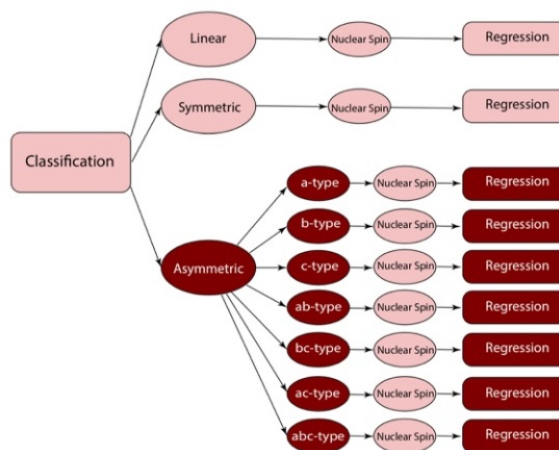 Linear
Nuclear Spin
Regression
Symmetric
Nuclear Spin
Regression
Classification
Asymmetric
a-type
Nuclear Spin
Regression
b-type
Nuclear Spin
Regression
c-type
Nuclear Spin
Regression
ab-type
Nuclear Spin
Regression
bc-type
Nuclear Spin
Regression
ac-type
Nuclear Spin
Regression
abc-type
Nuclear Spin
Regression